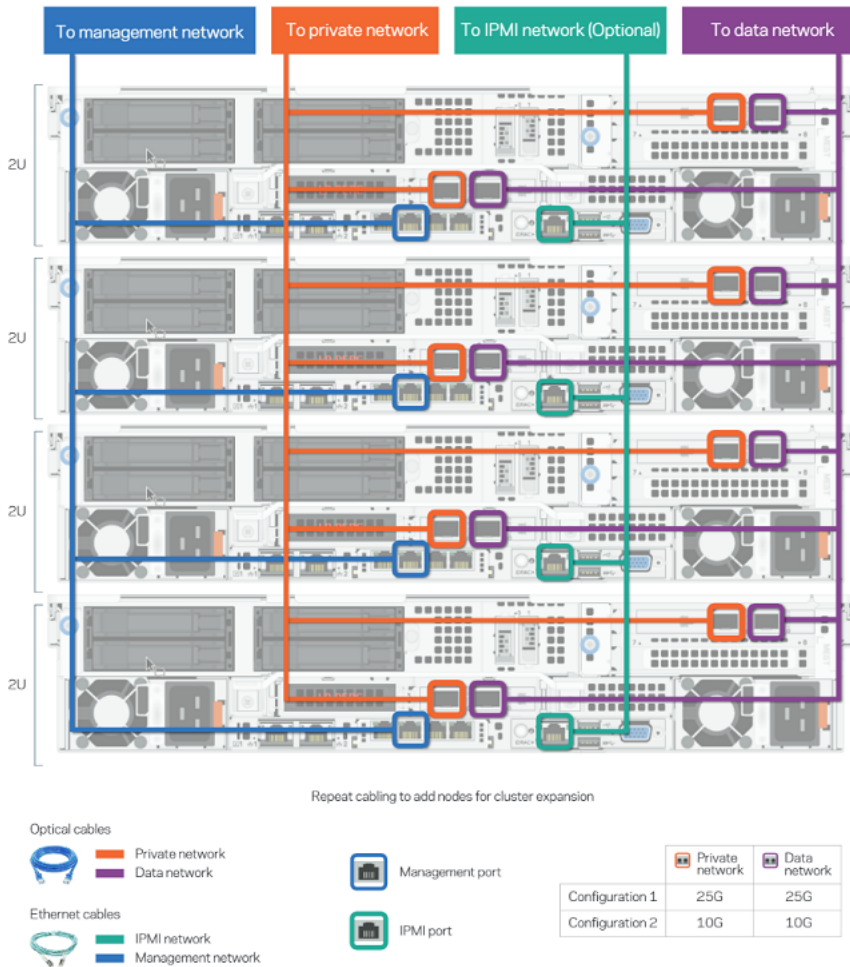 To management network
To private network
To IPMI network (Optional)
To data network
2U
2U
2U
2U
Repeat cabling to add nodes for cluster expansion
Optical cables
Private network
Data network
Ethernet cables
IPMI network
Management network
Management port
IPMI port
Private network
Data network
Configuration 1 25G 25G
Configuration 2 10G 10G